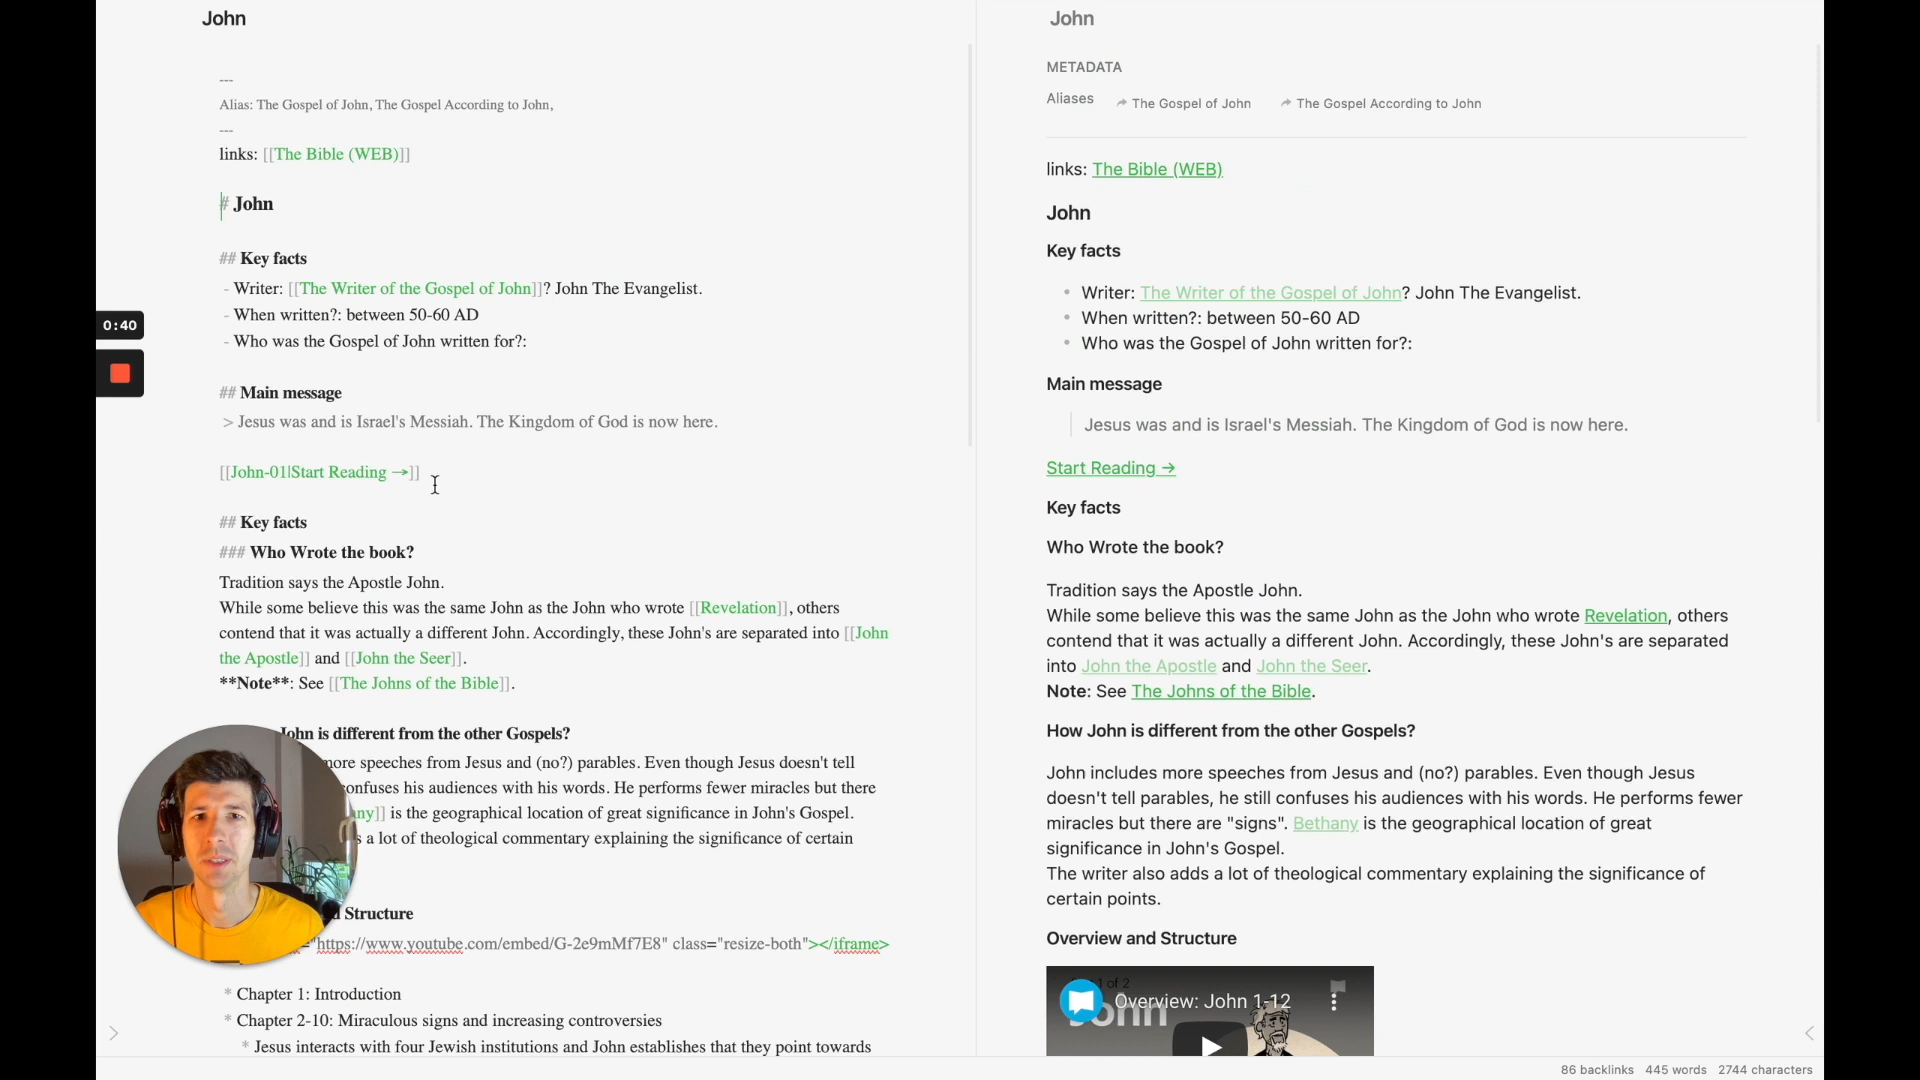 John
---
Alias: The Gospel of John, The Gospel According to John,
---
links: [[The Bible (WEB)]]
# John
## Key facts
- Writer: [[The Writer of the Gospel of John]]? John The Evangelist.
- When written?: between 50-60 AD
- Who was the Gospel of John written for?:
## Main message
> Jesus was and is Israel's Messiah. The Kingdom of God is now here.
[[John-01|Start Reading →]]
## Key facts
### Who Wrote the book?
Tradition says the Apostle John.
While some believe this was the same John as the John who wrote [[Revelation]], others
contend that it was actually a different John. Accordingly, these John's are separated into [[John
the Apostle]] and [[John the Seer]].
**Note**: See [[The Johns of the Bible]].
John is different from the other Gospels?
more speeches from Jesus and (no?) parables. Even though Jesus doesn't tell
confuses his audiences with his words. He performs fewer miracles but there
ny]] is the geographical location of great significance in John's Gospel.
s a lot of theological commentary explaining the significance of certain
d Structure
="https://www.youtube.com/embed/G-2e9mMf7E8" class="resize-both"></iframe>
* Chapter 1: Introduction
* Chapter 2-10: Miraculous signs and increasing controversies
* Jesus interacts with four Jewish institutions and John establishes that they point towards
0:40
John
METADATA
Aliases The Gospel of John The Gospel According to John
links: The Bible (WEB)
John
Key facts
• Writer: The Writer of the Gospel of John? John The Evangelist.
• When written?: between 50-60 AD
• Who was the Gospel of John written for?:
Main message
Jesus was and is Israel's Messiah. The Kingdom of God is now here.
Start Reading →
Key facts
Who Wrote the book?
Tradition says the Apostle John.
While some believe this was the same John as the John who wrote Revelation, others
contend that it was actually a different John. Accordingly, these John's are separated
into John the Apostle and John the Seer.
Note: See The Johns of the Bible.
How John is different from the other Gospels?
John includes more speeches from Jesus and (no?) parables. Even though Jesus
doesn't tell parables, he still confuses his audiences with his words. He performs fewer
miracles but there are "signs". Bethany is the geographical location of great
significance in John's Gospel.
The writer also adds a lot of theological commentary explaining the significance of
certain points.
Overview and Structure
1 of 2
Overview: John 1-12
John
86 backlinks 445 words 2744 characters